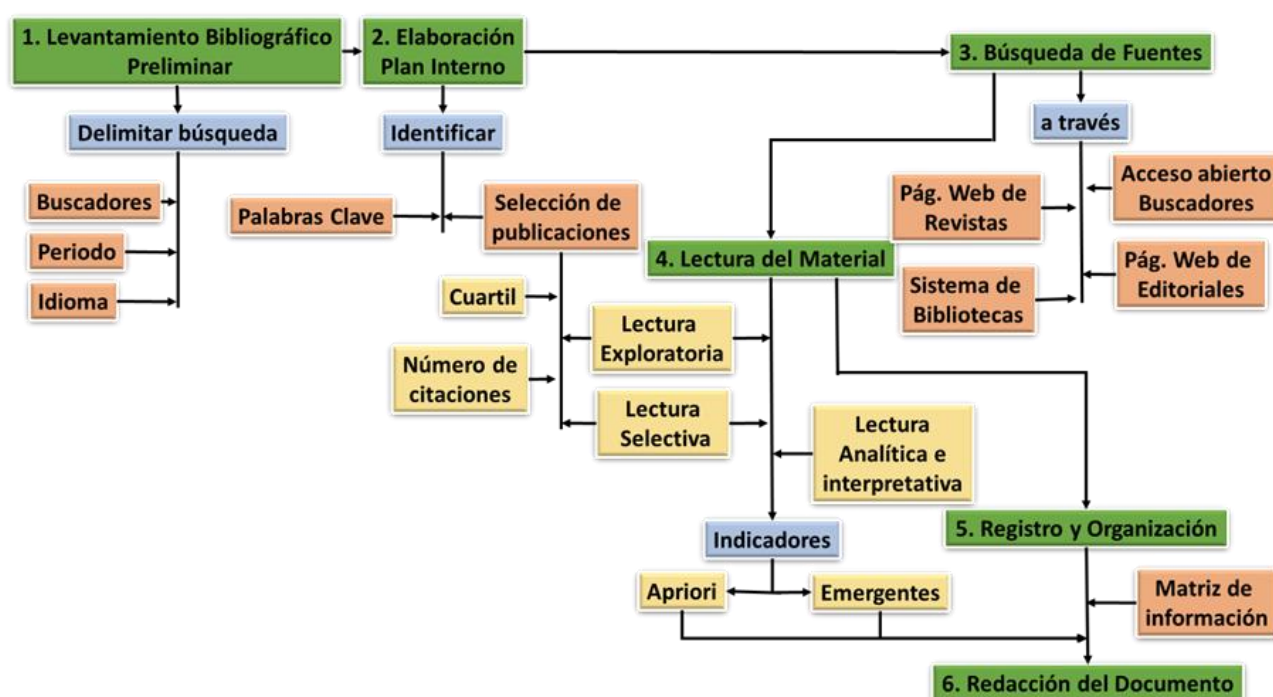 1. Levantamiento Bibliográfico
Preliminar
2. Elaboración
Plan Interno
3. Búsqueda de Fuentes
Delimitar búsqueda
Identificar
a través
Buscadores
Periodo
Idioma
Palabras Clave
Selección de
publicaciones
Pág. Web de
Revistas
Acceso abierto
Buscadores
Sistema de
Bibliotecas
Pág. Web de
Editoriales
4. Lectura del Material
Cuartil
Lectura
Exploratoria
Número de
citaciones
Lectura
Selectiva
Lectura
Analítica e
interpretativa
Indicadores
5. Registro y Organización
Apriori
Emergentes
Matriz de
información
6. Redacción del Documento